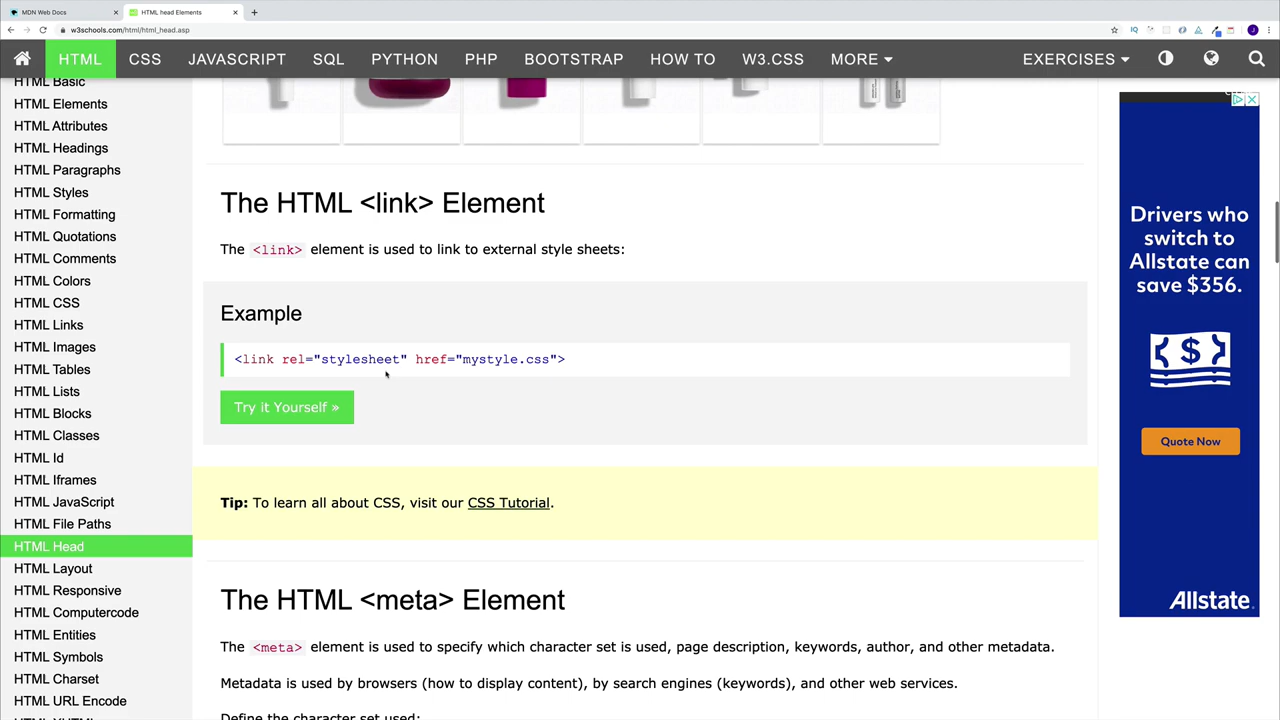 MDN Web Docs
HTML head Elements
w3schools.com/html/html_head.asp
HTML
CSS
JAVASCRIPT
SQL
PYTHON
PHP
BOOTSTRAP
HOW TO
W3.CSS
MORE
EXERCISES
HTML Basic
HTML Elements
HTML Attributes
HTML Headings
HTML Paragraphs
HTML Styles
HTML Formatting
HTML Quotations
HTML Comments
HTML Colors
HTML CSS
HTML Links
HTML Images
HTML Tables
HTML Lists
HTML Blocks
HTML Classes
HTML Id
HTML Iframes
HTML JavaScript
HTML File Paths
HTML Head
HTML Layout
HTML Responsive
HTML Computercode
HTML Entities
HTML Symbols
HTML Charset
HTML URL Encode
The HTML <link> Element
The <link> element is used to link to external style sheets:
Example
<link rel="stylesheet" href="mystyle.css">
Try it Yourself »
Tip: To learn all about CSS, visit our CSS Tutorial.
The HTML <meta> Element
The <meta> element is used to specify which character set is used, page description, keywords, author, and other metadata.
Metadata is used by browsers (how to display content), by search engines (keywords), and other web services.
Define the character set used:
Drivers who
switch to
Allstate can
save $356.
$
Quote Now
Allstate.